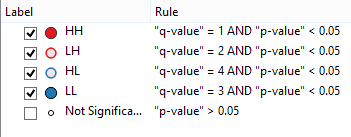 Label Rule
HH "q-value" = 1 AND "p-value" < 0.05
LH "q-value" = 2 AND "p-value" < 0.05
HL "q-value" = 4 AND "p-value" < 0.05
LL "q-value" = 3 AND "p-value" < 0.05
Not Significa... "p-value" > 0.05